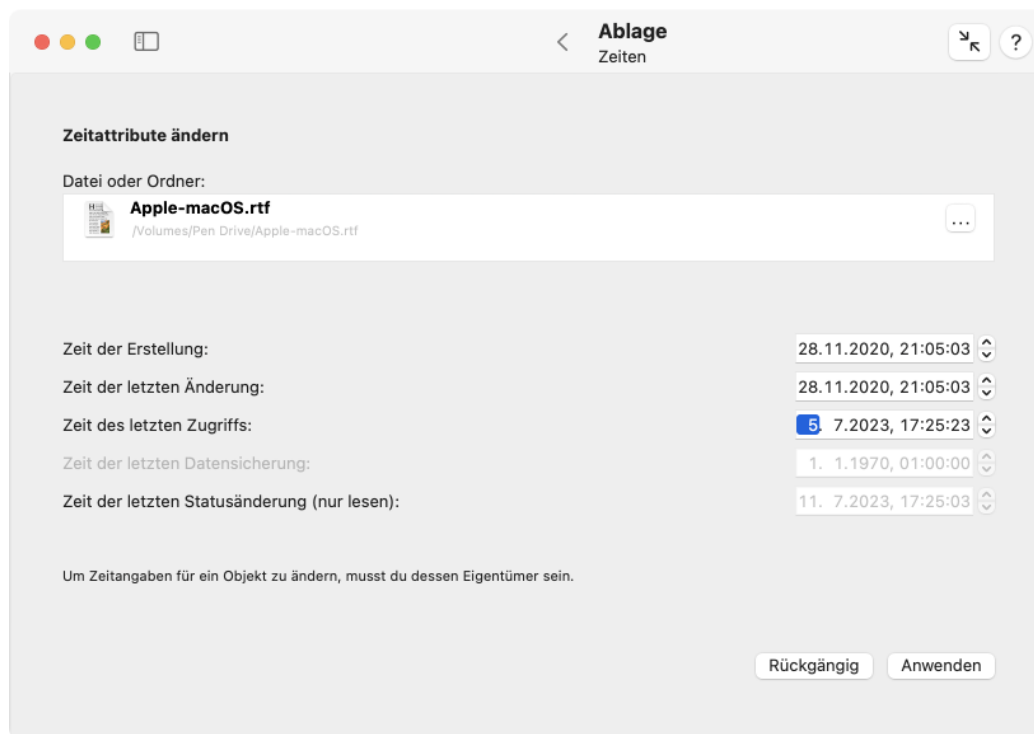 Ablage
Zeiten
?
Zeitattribute ändern
Datei oder Ordner:
Apple-macOS.rtf
/Volumes/Pen Drive/Apple-macOS.rtf
...
Zeit der Erstellung: 28.11.2020, 21:05:03
Zeit der letzten Änderung: 28.11.2020, 21:05:03
Zeit des letzten Zugriffs: 5. 7.2023, 17:25:23
Zeit der letzten Datensicherung: 1. 1.1970, 01:00:00
Zeit der letzten Statusänderung (nur lesen): 11. 7.2023, 17:25:03
Um Zeitangaben für ein Objekt zu ändern, musst du dessen Eigentümer sein.
Rückgängig Anwenden